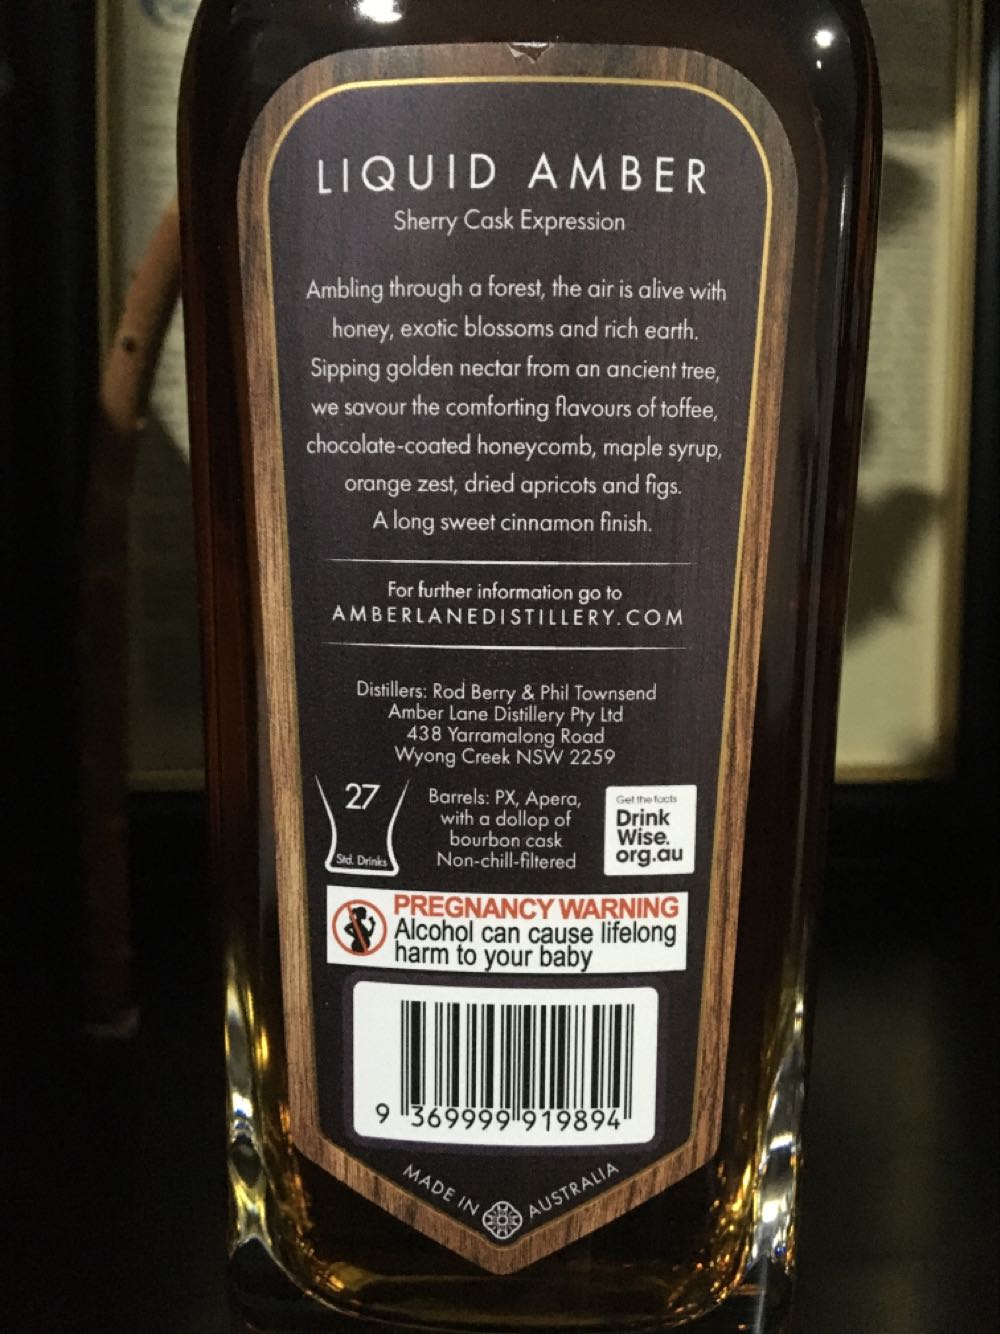 LIQUID AMBER
Sherry Cask Expression
Ambling through a forest, the air is alive with
honey, exotic blossoms and rich earth.
Sipping golden nectar from an ancient tree,
we savour the comforting flavours of toffee,
chocolate-coated honeycomb, maple syrup,
orange zest, dried apricots and figs.
A long sweet cinnamon finish.
For further information go to
AMBERLANEDISTILLERY.COM
Distillers: Rod Berry & Phil Townsend
Amber Lane Distillery Pty Ltd
438 Yarramalong Road
Wyong Creek NSW 2259
27
Std. Drinks
Barrels: PX, Apera,
with a dollop of
bourbon cask
Non-chill-filtered
Get the facts
Drink
Wise.
org.au
PREGNANCY WARNING
Alcohol can cause lifelong
harm to your baby
9 369999 919894
MADE IN AUSTRALIA